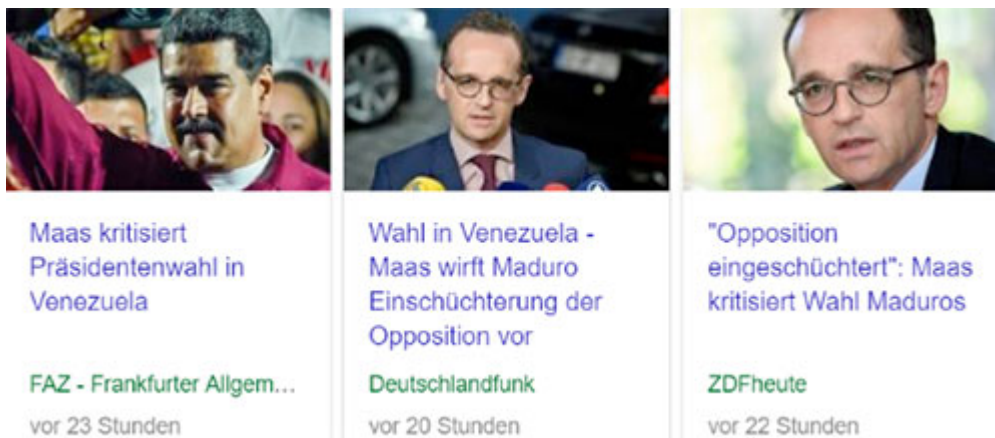 Maas kritisiert
Präsidentenwahl in
Venezuela
FAZ - Frankfurter Allgem...
vor 23 Stunden
Wahl in Venezuela -
Maas wirft Maduro
Einschüchterung der
Opposition vor
Deutschlandfunk
vor 20 Stunden
"Opposition
eingeschüchtert": Maas
kritisiert Wahl Maduros
ZDFheute
vor 22 Stunden